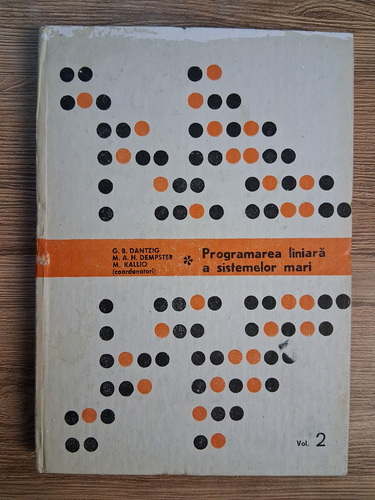 G. B. DANTZIG
M. A. H. DEMPSTER
M. KALLIO
(coordonatori)
* Programarea liniară
a sistemelor mari
Vol. 2